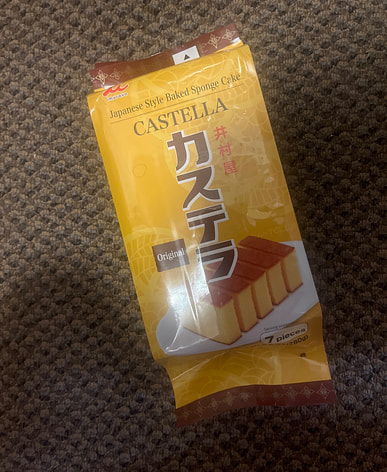 Japanese Style Baked Sponge Cake
CASTELLA
井村屋
カステラ
Original
7 pieces